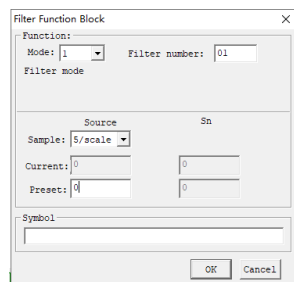 Filter Function Block
Function:
Mode: 1 Filter number: 01
Filter mode
Source Sn
Sample: 5/scale
Current: 0 0
Preset: 0 0
Symbol
OK Cancel